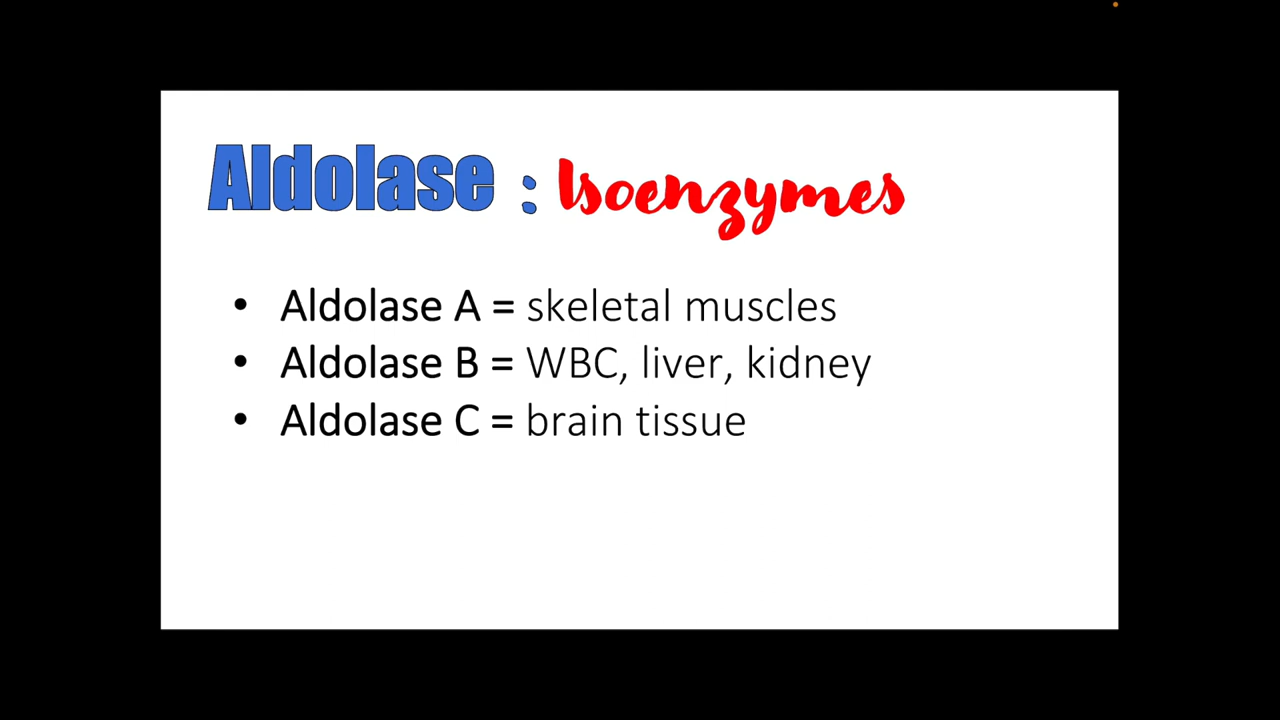 Aldolase : Isoenzymes
• Aldolase A = skeletal muscles
• Aldolase B = WBC, liver, kidney
• Aldolase C = brain tissue